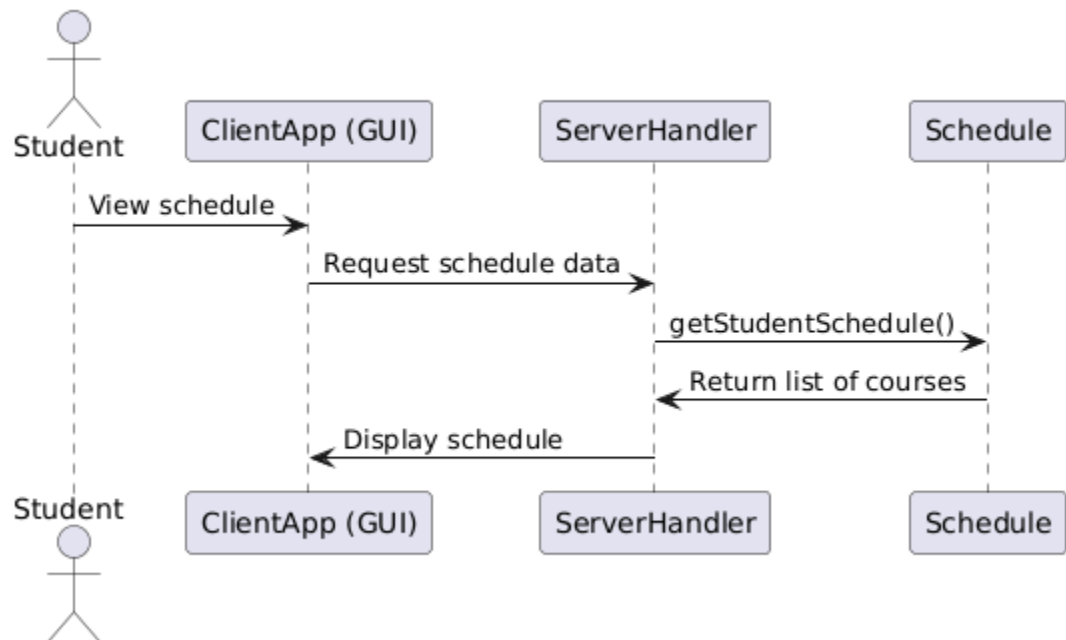 Student
ClientApp (GUI)
ServerHandler
Schedule
View schedule
Request schedule data
getStudentSchedule()
Return list of courses
Display schedule
Student
ClientApp (GUI)
ServerHandler
Schedule